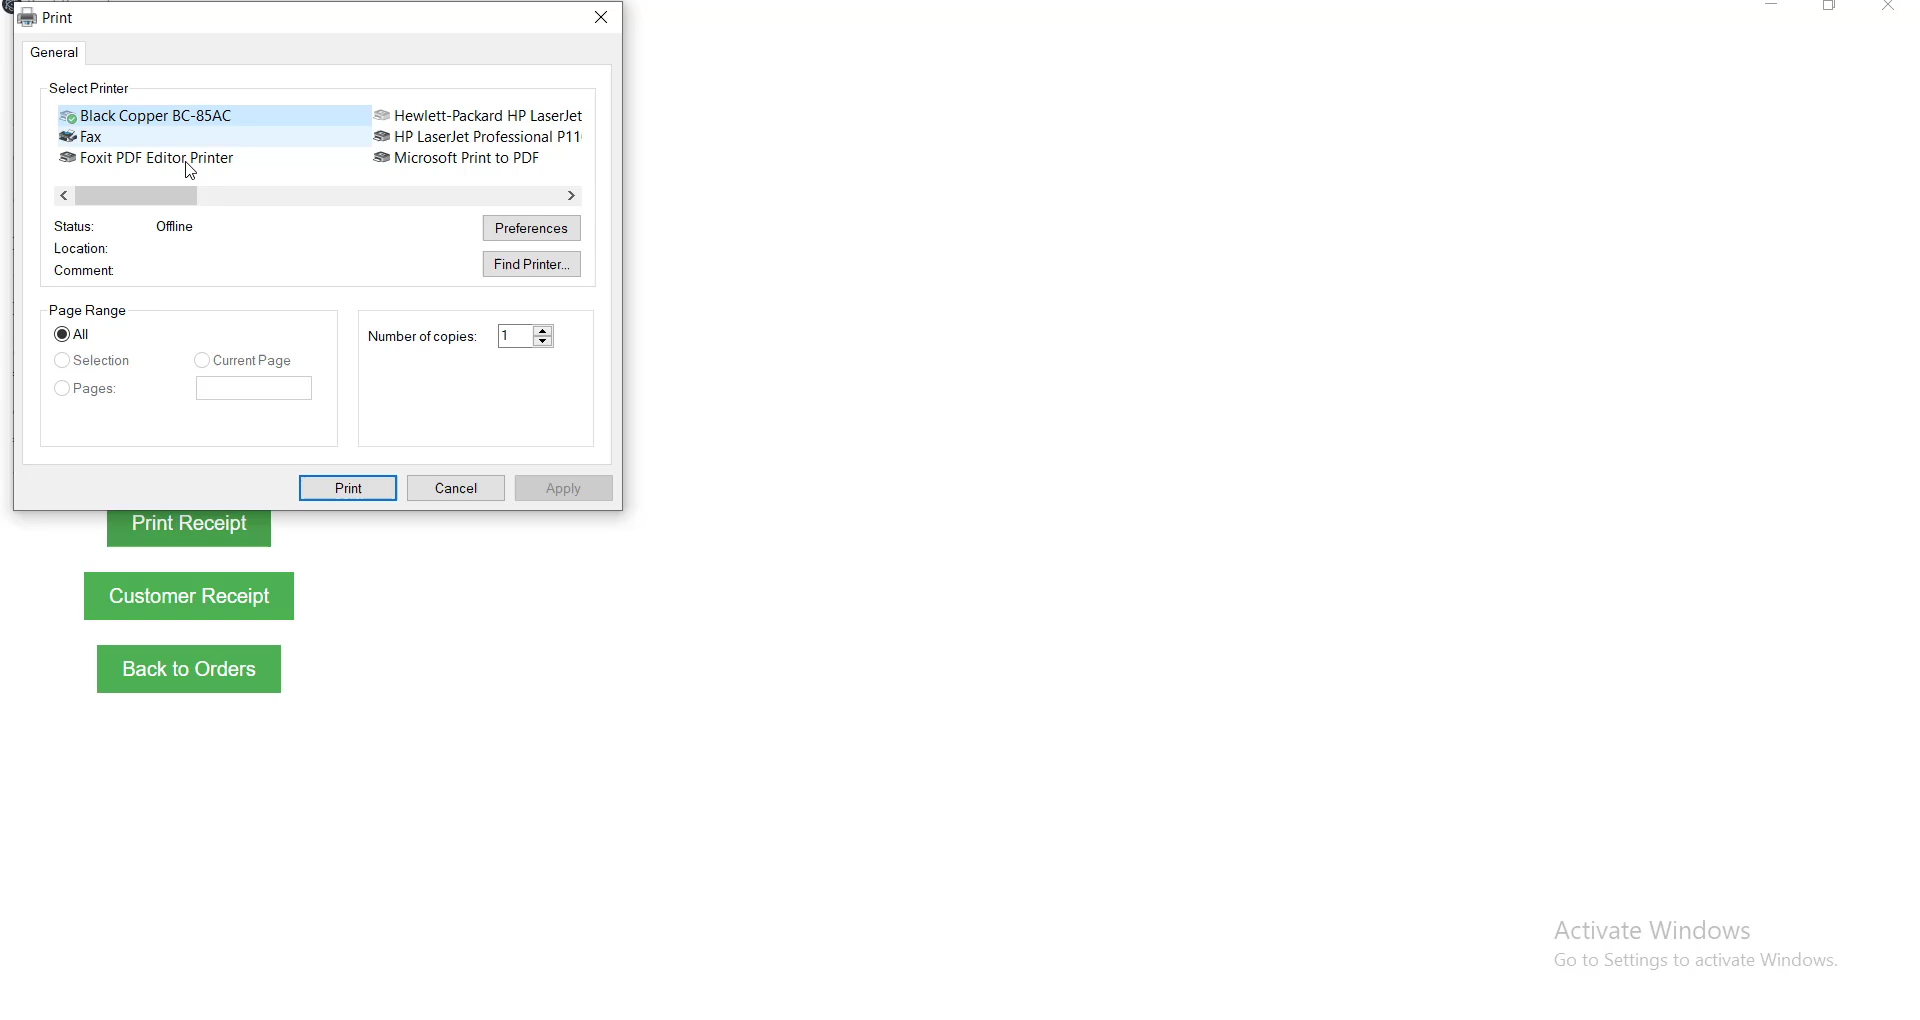 Print
General
Select Printer
Black Copper BC-85AC
Hewlett-Packard HP LaserJet
Fax
HP LaserJet Professional P11
Foxit PDF Editor Printer
Microsoft Print to PDF
Status: Offline
Preferences
Location:
Find Printer...
Comment:
Page Range
All
Number of copies: 1
Selection
Current Page
Pages:
Print
Cancel
Apply
Print Receipt
Customer Receipt
Back to Orders
Activate Windows
Go to Settings to activate Windows.